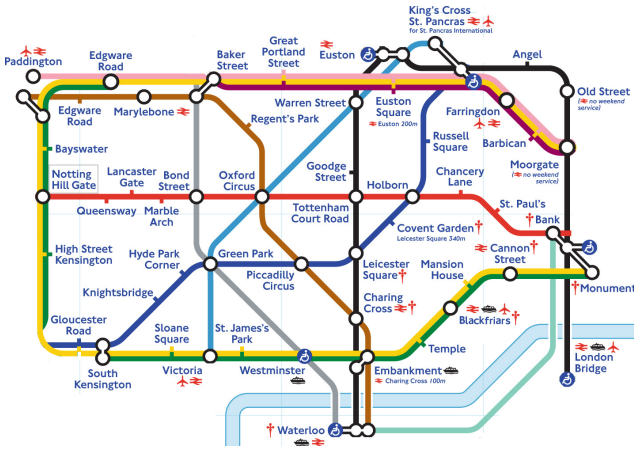 King's Cross
St. Pancras
for St. Pancras International
Paddington
Edgware
Road
Baker
Street
Great
Portland
Street
Euston
Angel
Old Street
(no weekend
service)
Edgware
Road
Marylebone
Warren Street
Euston
Square
Euston 200m
Farringdon
Regent's Park
Russell
Square
Barbican
Moorgate
(no weekend
service)
Bayswater
Notting
Hill Gate
Lancaster
Gate
Bond
Street
Oxford
Circus
Goodge
Street
Holborn
Chancery
Lane
St. Paul's
Queensway
Marble
Arch
Tottenham
Court Road
Bank
Covent Garden
Leicester Square 340m
Cannon
Street
High Street
Kensington
Hyde Park
Corner
Green Park
Piccadilly
Circus
Leicester
Square
Mansion
House
Monument
Knightsbridge
Charing
Cross
Gloucester
Road
Sloane
Square
St. James's
Park
Blackfriars
Temple
London
Bridge
South
Kensington
Victoria
Westminster
Embankment
Charing Cross 100m
Waterloo